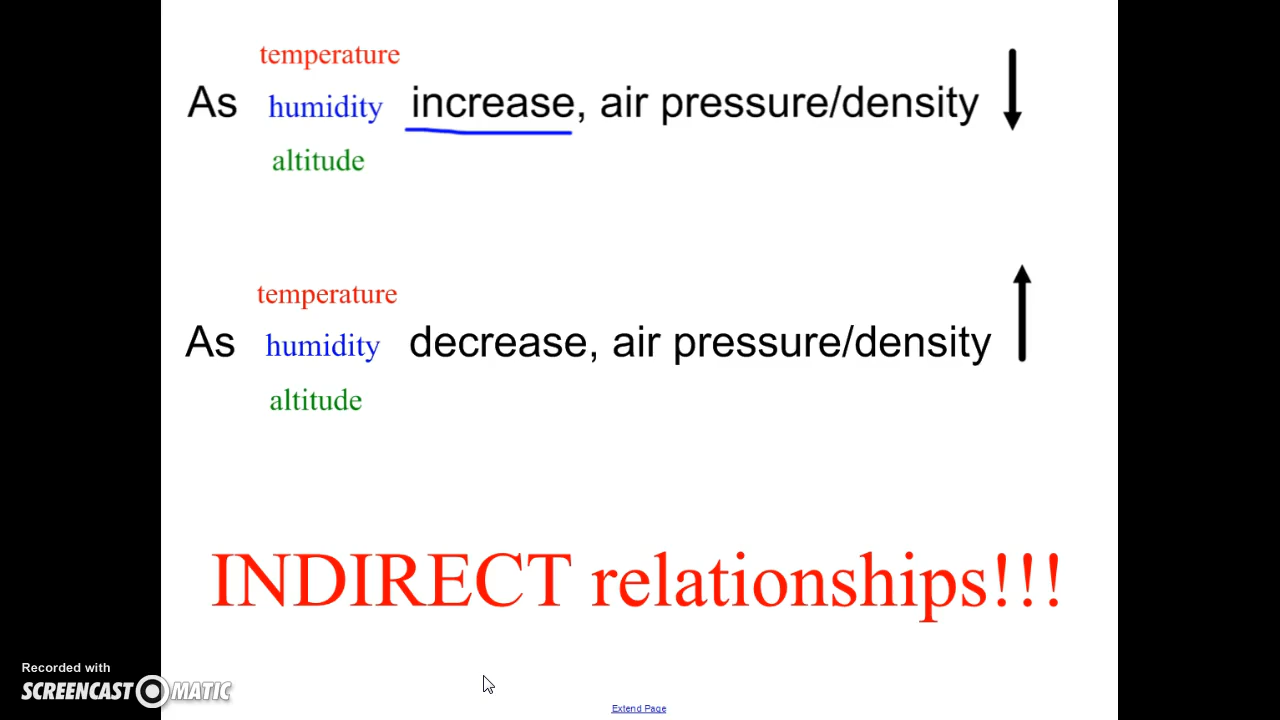 temperature
As humidity increase, air pressure/density
altitude
temperature
As humidity decrease, air pressure/density
altitude
INDIRECT relationships!!!
Recorded with
SCREENCAST MATIC
Extend Page